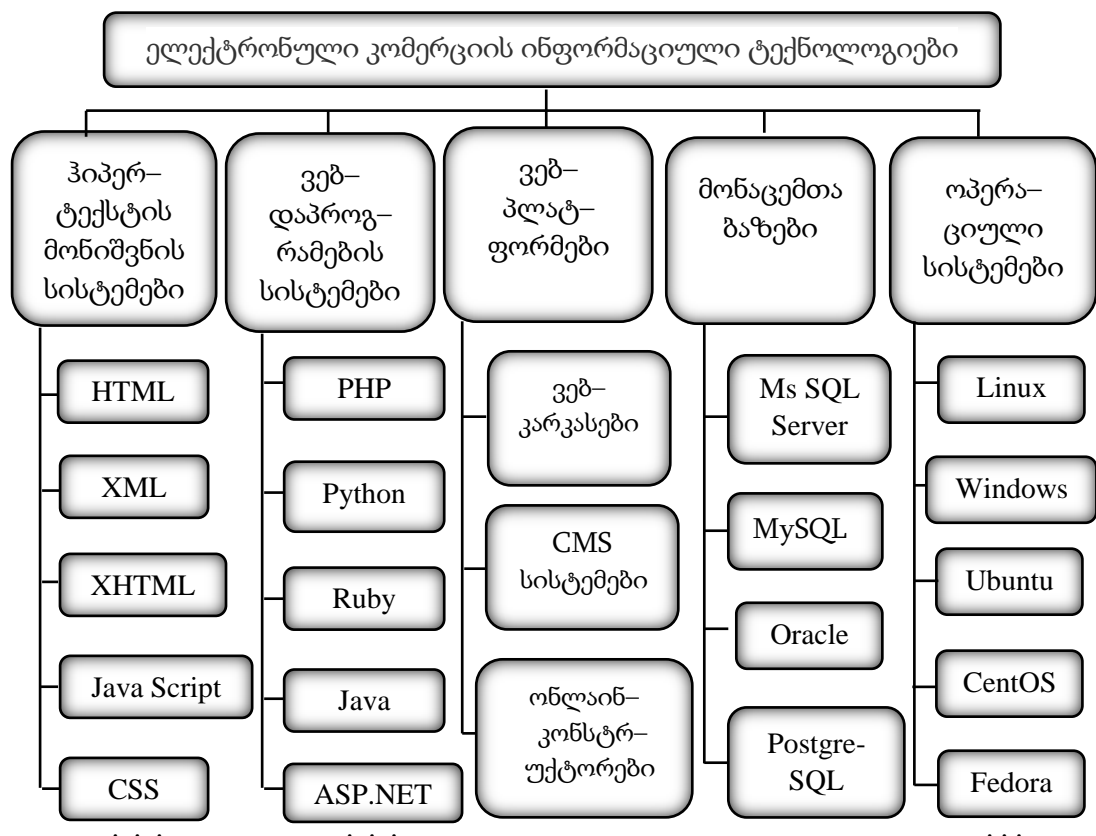 ელექტრონული კომერციის ინფორმაციული ტექნოლოგიები
ჰიპერ–
ტექსტის
მონიშვნის
სისტემები
HTML
XML
XHTML
Java Script
CSS
. . .
ვებ–
დაპროგ–
რამების
სისტემები
PHP
Python
Ruby
Java
ASP.NET
. . .
ვებ–
პლატ–
ფორმები
ვებ–
კარკასები
CMS
სისტემები
ონლაინ–
კონსტრ–
უქტორები
მონაცემთა
ბაზები
Ms SQL
Server
MySQL
Oracle
Postgre-
SQL
ოპერა–
ციული
სისტემები
Linux
Windows
Ubuntu
CentOS
Fedora
...